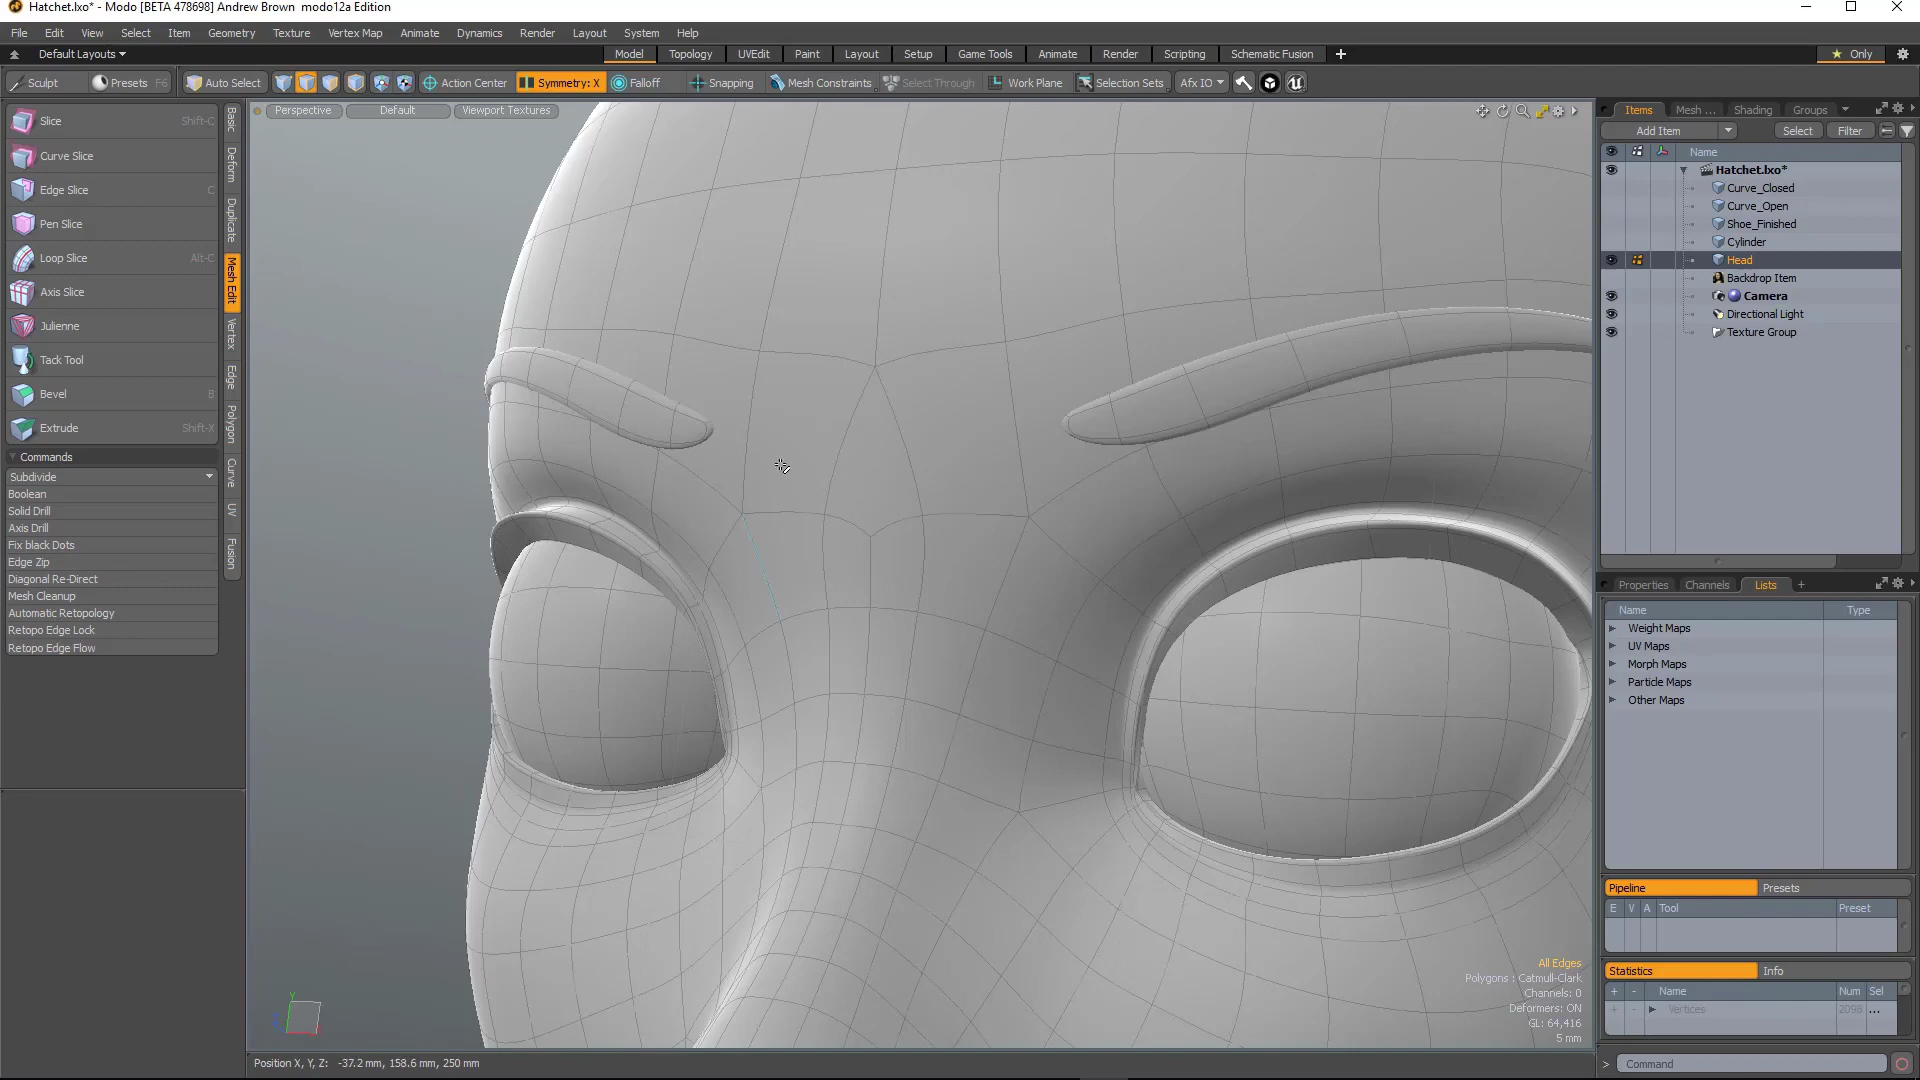 Hatchet.lxo* - Modo [BETA 478698] Andrew Brown  modo12a Edition
File Edit View Select Item Geometry Texture Vertex Map Animate Dynamics Render Layout System Help
Default Layouts Model Topology UVEdit Paint Layout Setup Game Tools Animate Render Scripting Schematic Fusion + Only
Sculpt Presets F6 Auto Select Action Center Symmetry: X Falloff Snapping Mesh Constraints Select Through Work Plane Selection Sets Afx IO
Perspective Default Viewport Textures
Slice Shift-C
Curve Slice
Edge Slice C
Pen Slice
Loop Slice Alt-C
Axis Slice
Julienne
Tack Tool
Bevel B
Extrude Shift-X
Commands
Subdivide
Boolean
Solid Drill
Axis Drill
Fix black Dots
Edge Zip
Diagonal Re-Direct
Mesh Cleanup
Automatic Retopology
Retopo Edge Lock
Retopo Edge Flow
Basic
Deform
Duplicate
Mesh Edit
Vertex
Edge
Polygon
Curve
UV
Fusion
Items Mesh ... Shading Groups
Add Item Select Filter
Name
Hatchet.lxo*
Curve_Closed
Curve_Open
Shoe_Finished
Cylinder
Head
Backdrop Item
Camera
Directional Light
Texture Group
Properties Channels Lists +
Name Type
Weight Maps
UV Maps
Morph Maps
Particle Maps
Other Maps
Pipeline Presets
E V A Tool Preset
Statistics Info
+ - Name Num Sel
+ - Vertices 2098 ...
All Edges
Polygons : Catmull-Clark
Channels: 0
Deformers: ON
GL: 64,416
5 mm
Y
Position X, Y, Z:   -37.2 mm, 158.6 mm, 250 mm
> Command